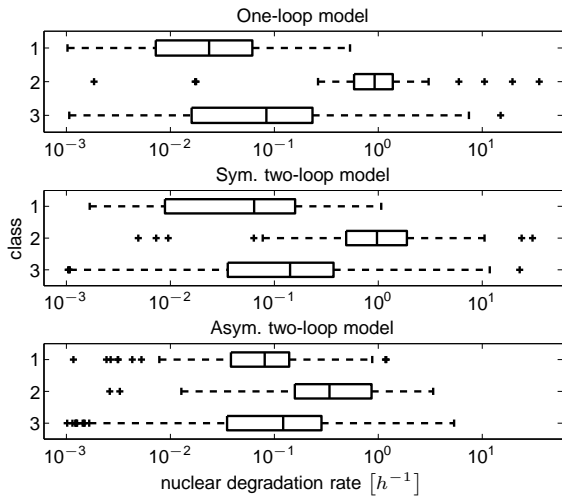 One-loop model
1
2
3
10⁻³ 10⁻² 10⁻¹ 10⁰ 10¹
Sym. two-loop model
class
1
2
3
10⁻³ 10⁻² 10⁻¹ 10⁰ 10¹
Asym. two-loop model
1
2
3
10⁻³ 10⁻² 10⁻¹ 10⁰ 10¹
nuclear degradation rate [h⁻¹]